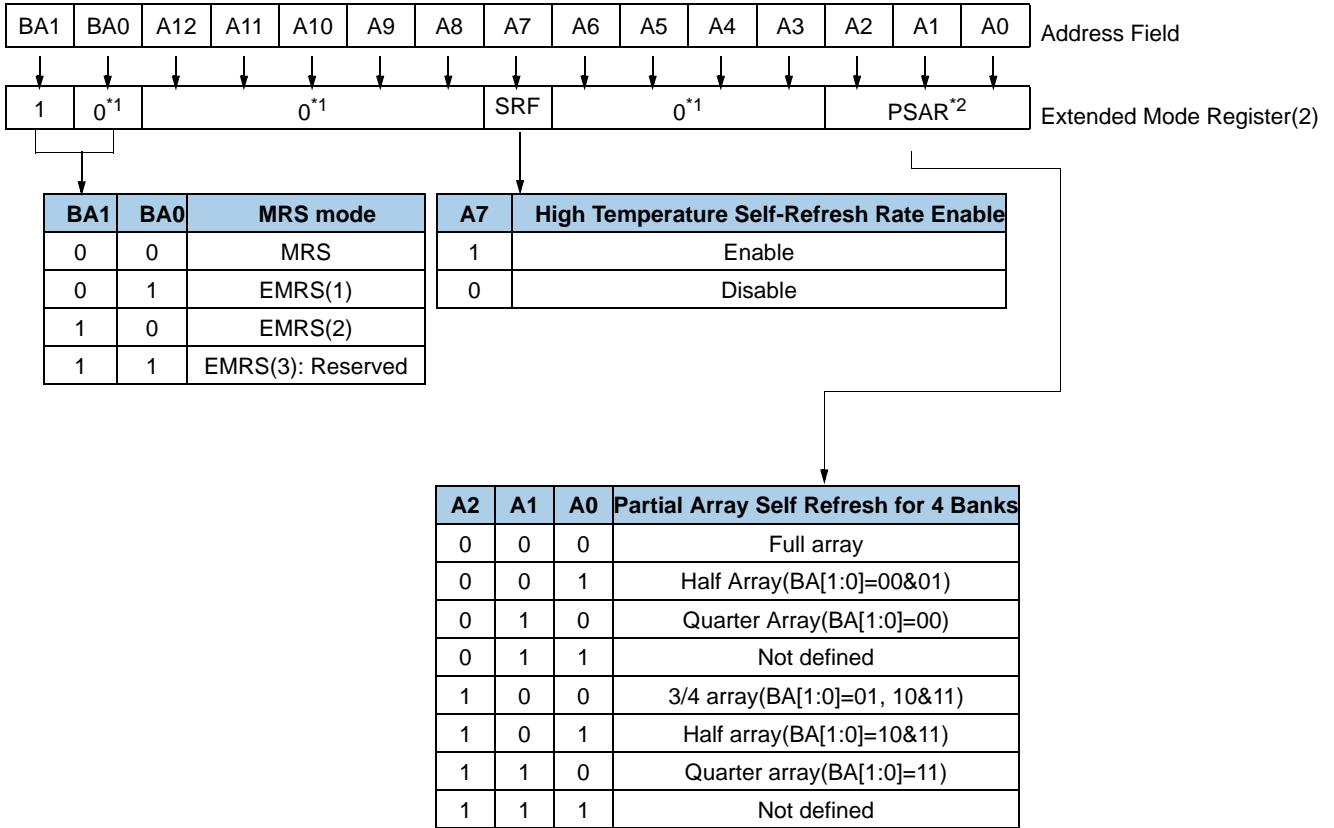 BA1 BA0 A12 A11 A10 A9 A8 A7 A6 A5 A4 A3 A2 A1 A0 Address Field
1 0*1 0*1 SRF 0*1 PSAR*2 Extended Mode Register(2)
BA1 BA0 MRS mode
0 0 MRS
0 1 EMRS(1)
1 0 EMRS(2)
1 1 EMRS(3): Reserved
A7 High Temperature Self-Refresh Rate Enable
1 Enable
0 Disable
A2 A1 A0 Partial Array Self Refresh for 4 Banks
0 0 0 Full array
0 0 1 Half Array(BA[1:0]=00&01)
0 1 0 Quarter Array(BA[1:0]=00)
0 1 1 Not defined
1 0 0 3/4 array(BA[1:0]=01, 10&11)
1 0 1 Half array(BA[1:0]=10&11)
1 1 0 Quarter array(BA[1:0]=11)
1 1 1 Not defined